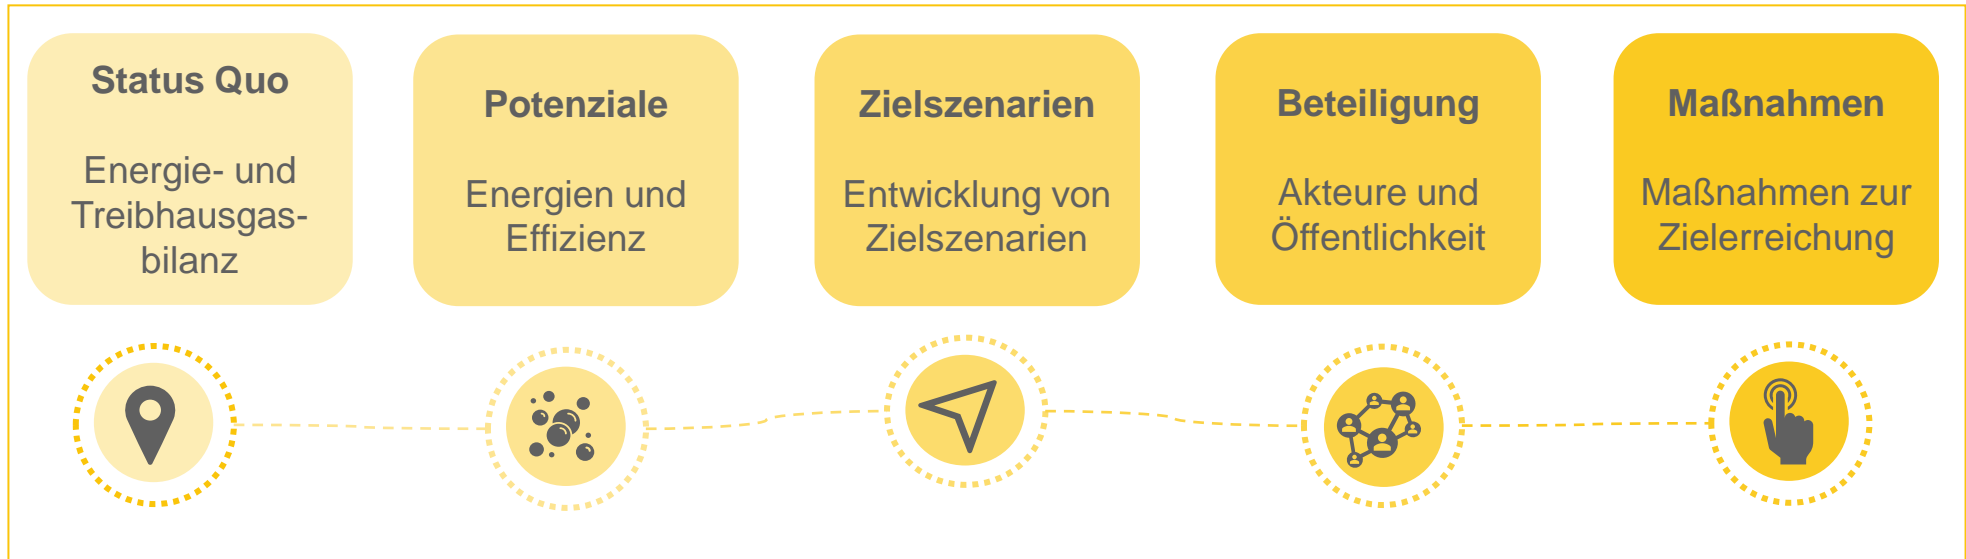 Status Quo
Energie- und
Treibhausgas-
bilanz
Potenziale
Energien und
Effizienz
Zielszenarien
Entwicklung von
Zielszenarien
Beteiligung
Akteure und
Öffentlichkeit
Maßnahmen
Maßnahmen zur
Zielerreichung